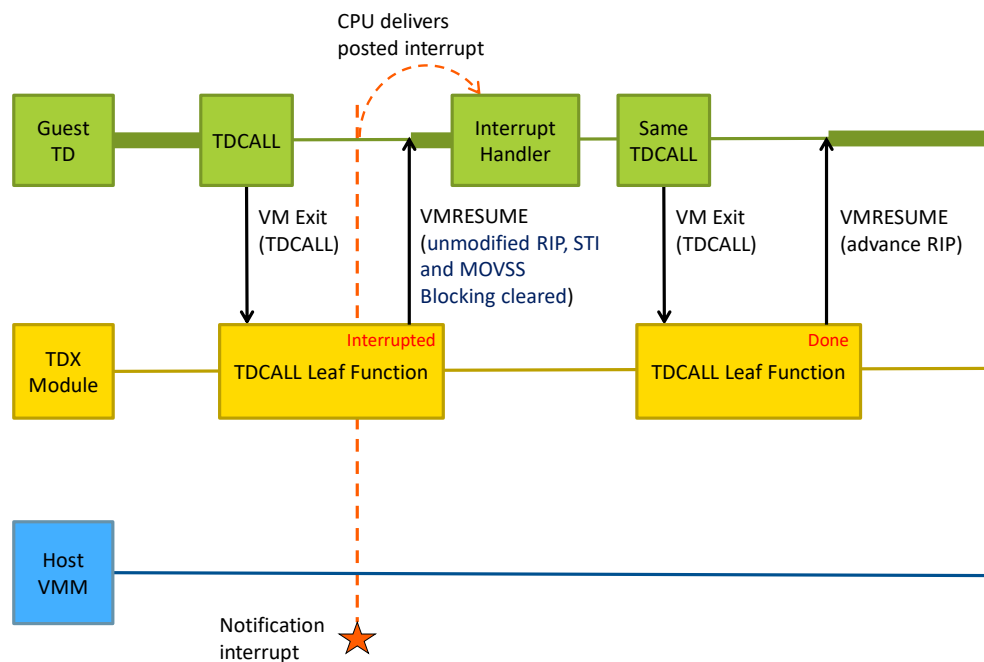 CPU delivers
posted interrupt
Guest
TD
TDCALL
Interrupt
Handler
Same
TDCALL
VM Exit
(TDCALL)
VMRESUME
(unmodified RIP, STI
and MOVSS
Blocking cleared)
VM Exit
(TDCALL)
VMRESUME
(advance RIP)
TDX
Module
Interrupted
TDCALL Leaf Function
Done
TDCALL Leaf Function
Host
VMM
Notification
interrupt